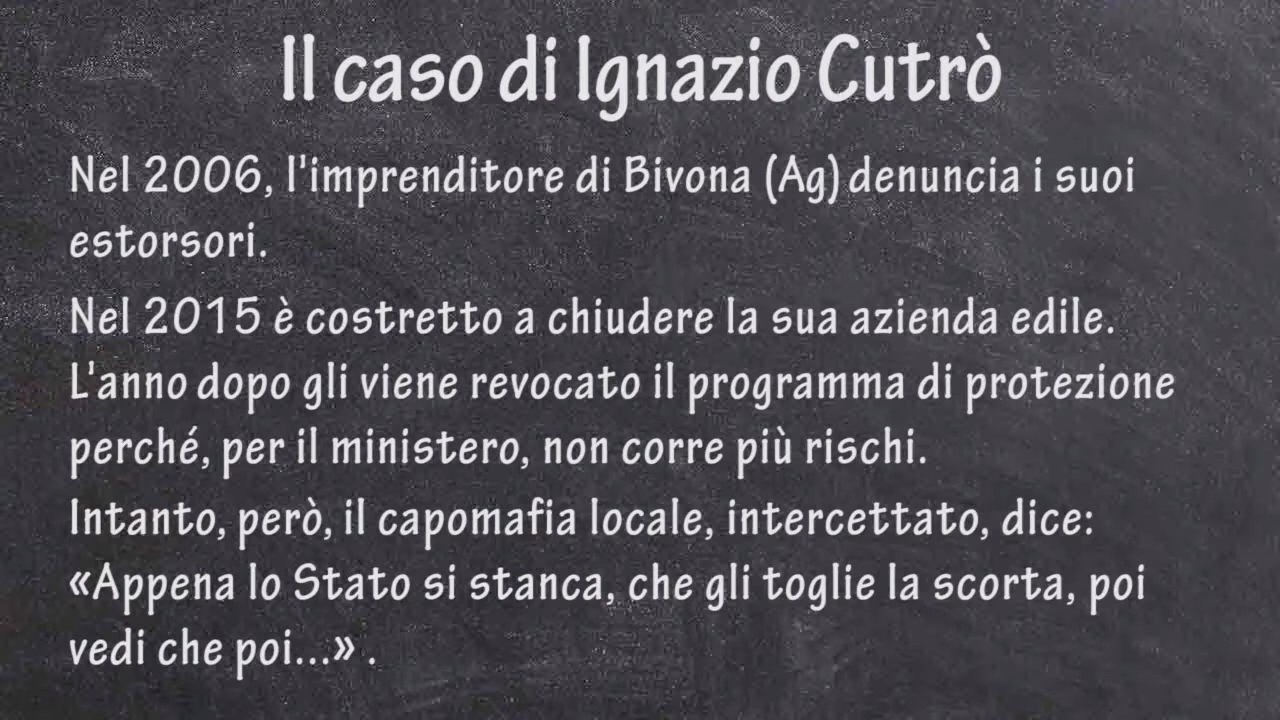 Il caso di Ignazio Cutrò
Nel 2006, l'imprenditore di Bivona (Ag) denuncia i suoi
estorsori.
Nel 2015 è costretto a chiudere la sua azienda edile.
L'anno dopo gli viene revocato il programma di protezione
perché, per il ministero, non corre più rischi.
Intanto, però, il capomafia locale, intercettato, dice:
«Appena lo Stato si stanca, che gli toglie la scorta, poi
vedi che poi...» .